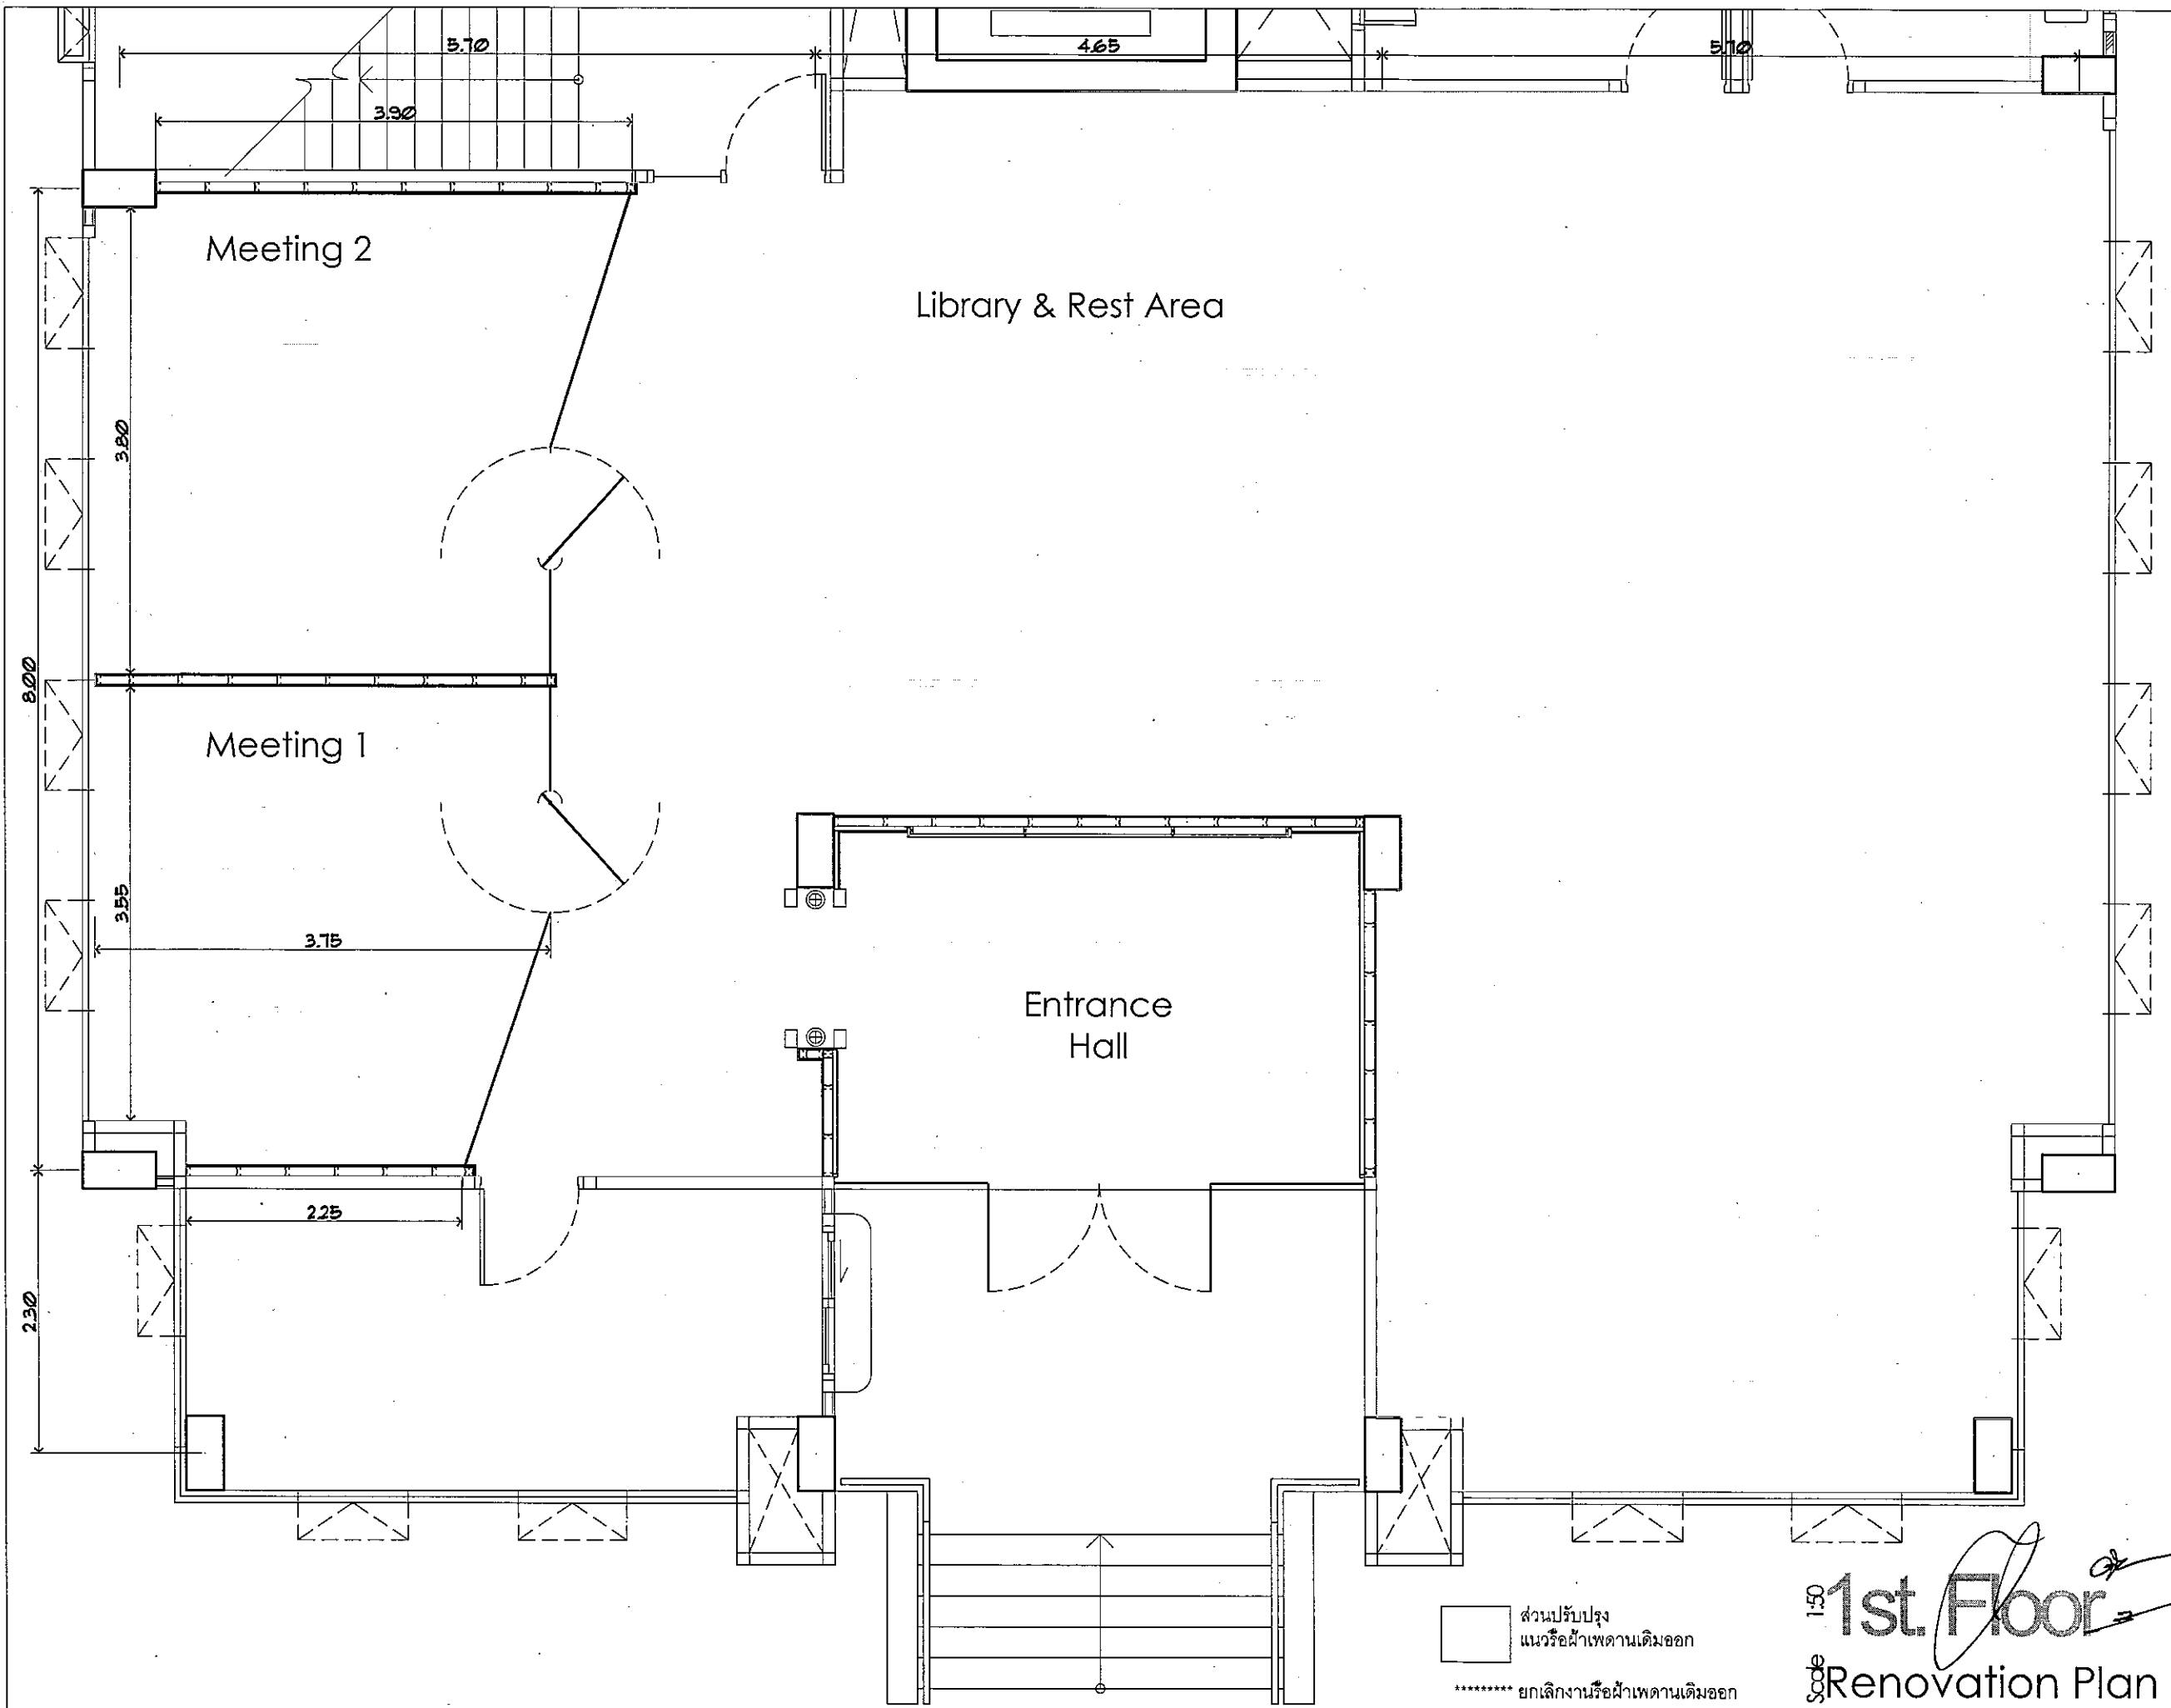 5.70
4.65
5.70
3.90
Meeting 2
Library & Rest Area
3.80
8.00
Meeting 1
3.55
3.75
Entrance
Hall
2.25
2.30
ส่วนปรับปรุง
แนวรื้อฝ้าเพดานเดิมออก
********* ยกเลิกงานรื้อฝ้าเพดานเดิมออก
Scale 1:50
1st. Floor
Renovation Plan